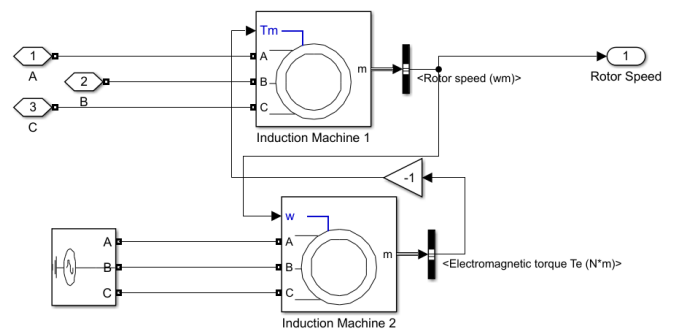 Tm
1
A
m
1
A
2
B
<Rotor speed (wm)>
Rotor Speed
B
3
C
C
Induction Machine 1
-1
w
A
A
m
B
B
<Electromagnetic torque Te (N*m)>
C
C
Induction Machine 2